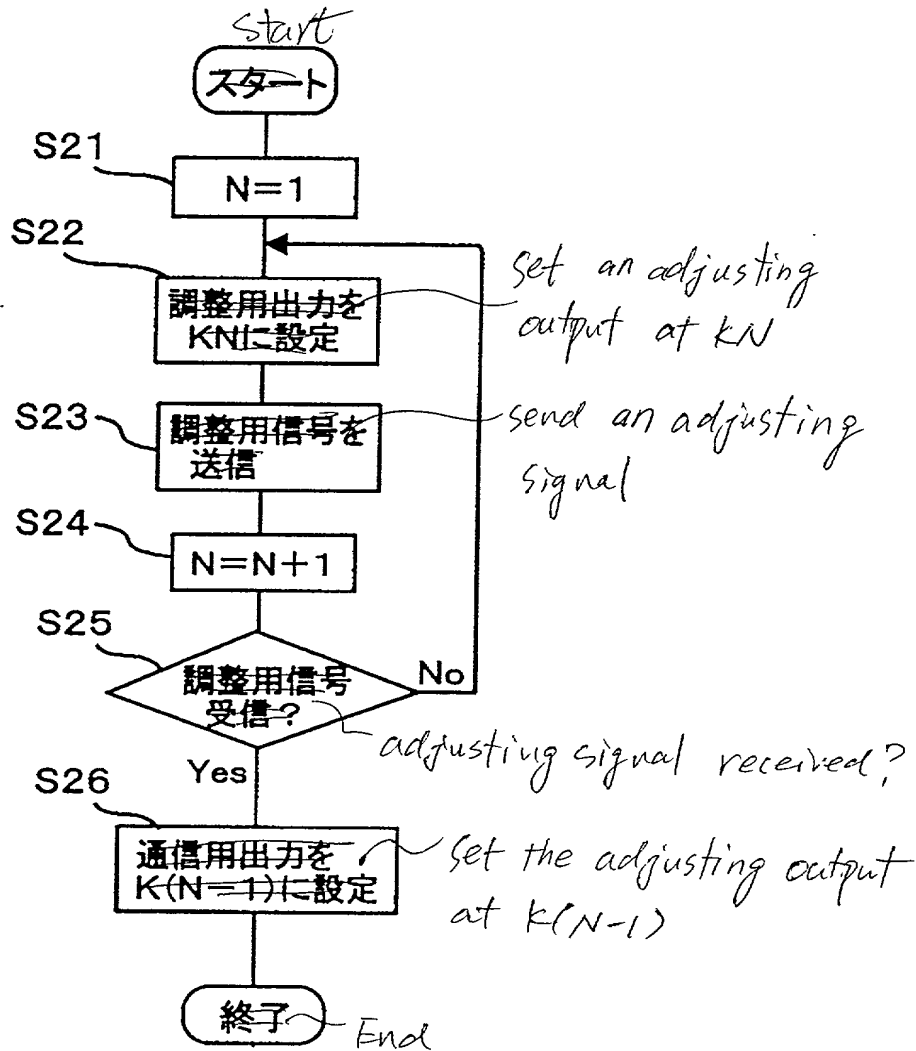 Start
スタート
S21
N=1
S22
調整用出力を
KNに設定
set an adjusting
output at KN
S23
調整用信号を
送信
send an adjusting
signal
S24
N=N+1
S25
調整用信号
受信?
No
adjusting signal received?
Yes
S26
通信用出力を
K(N-1)に設定
set the adjusting output
at K(N-1)
終了
End